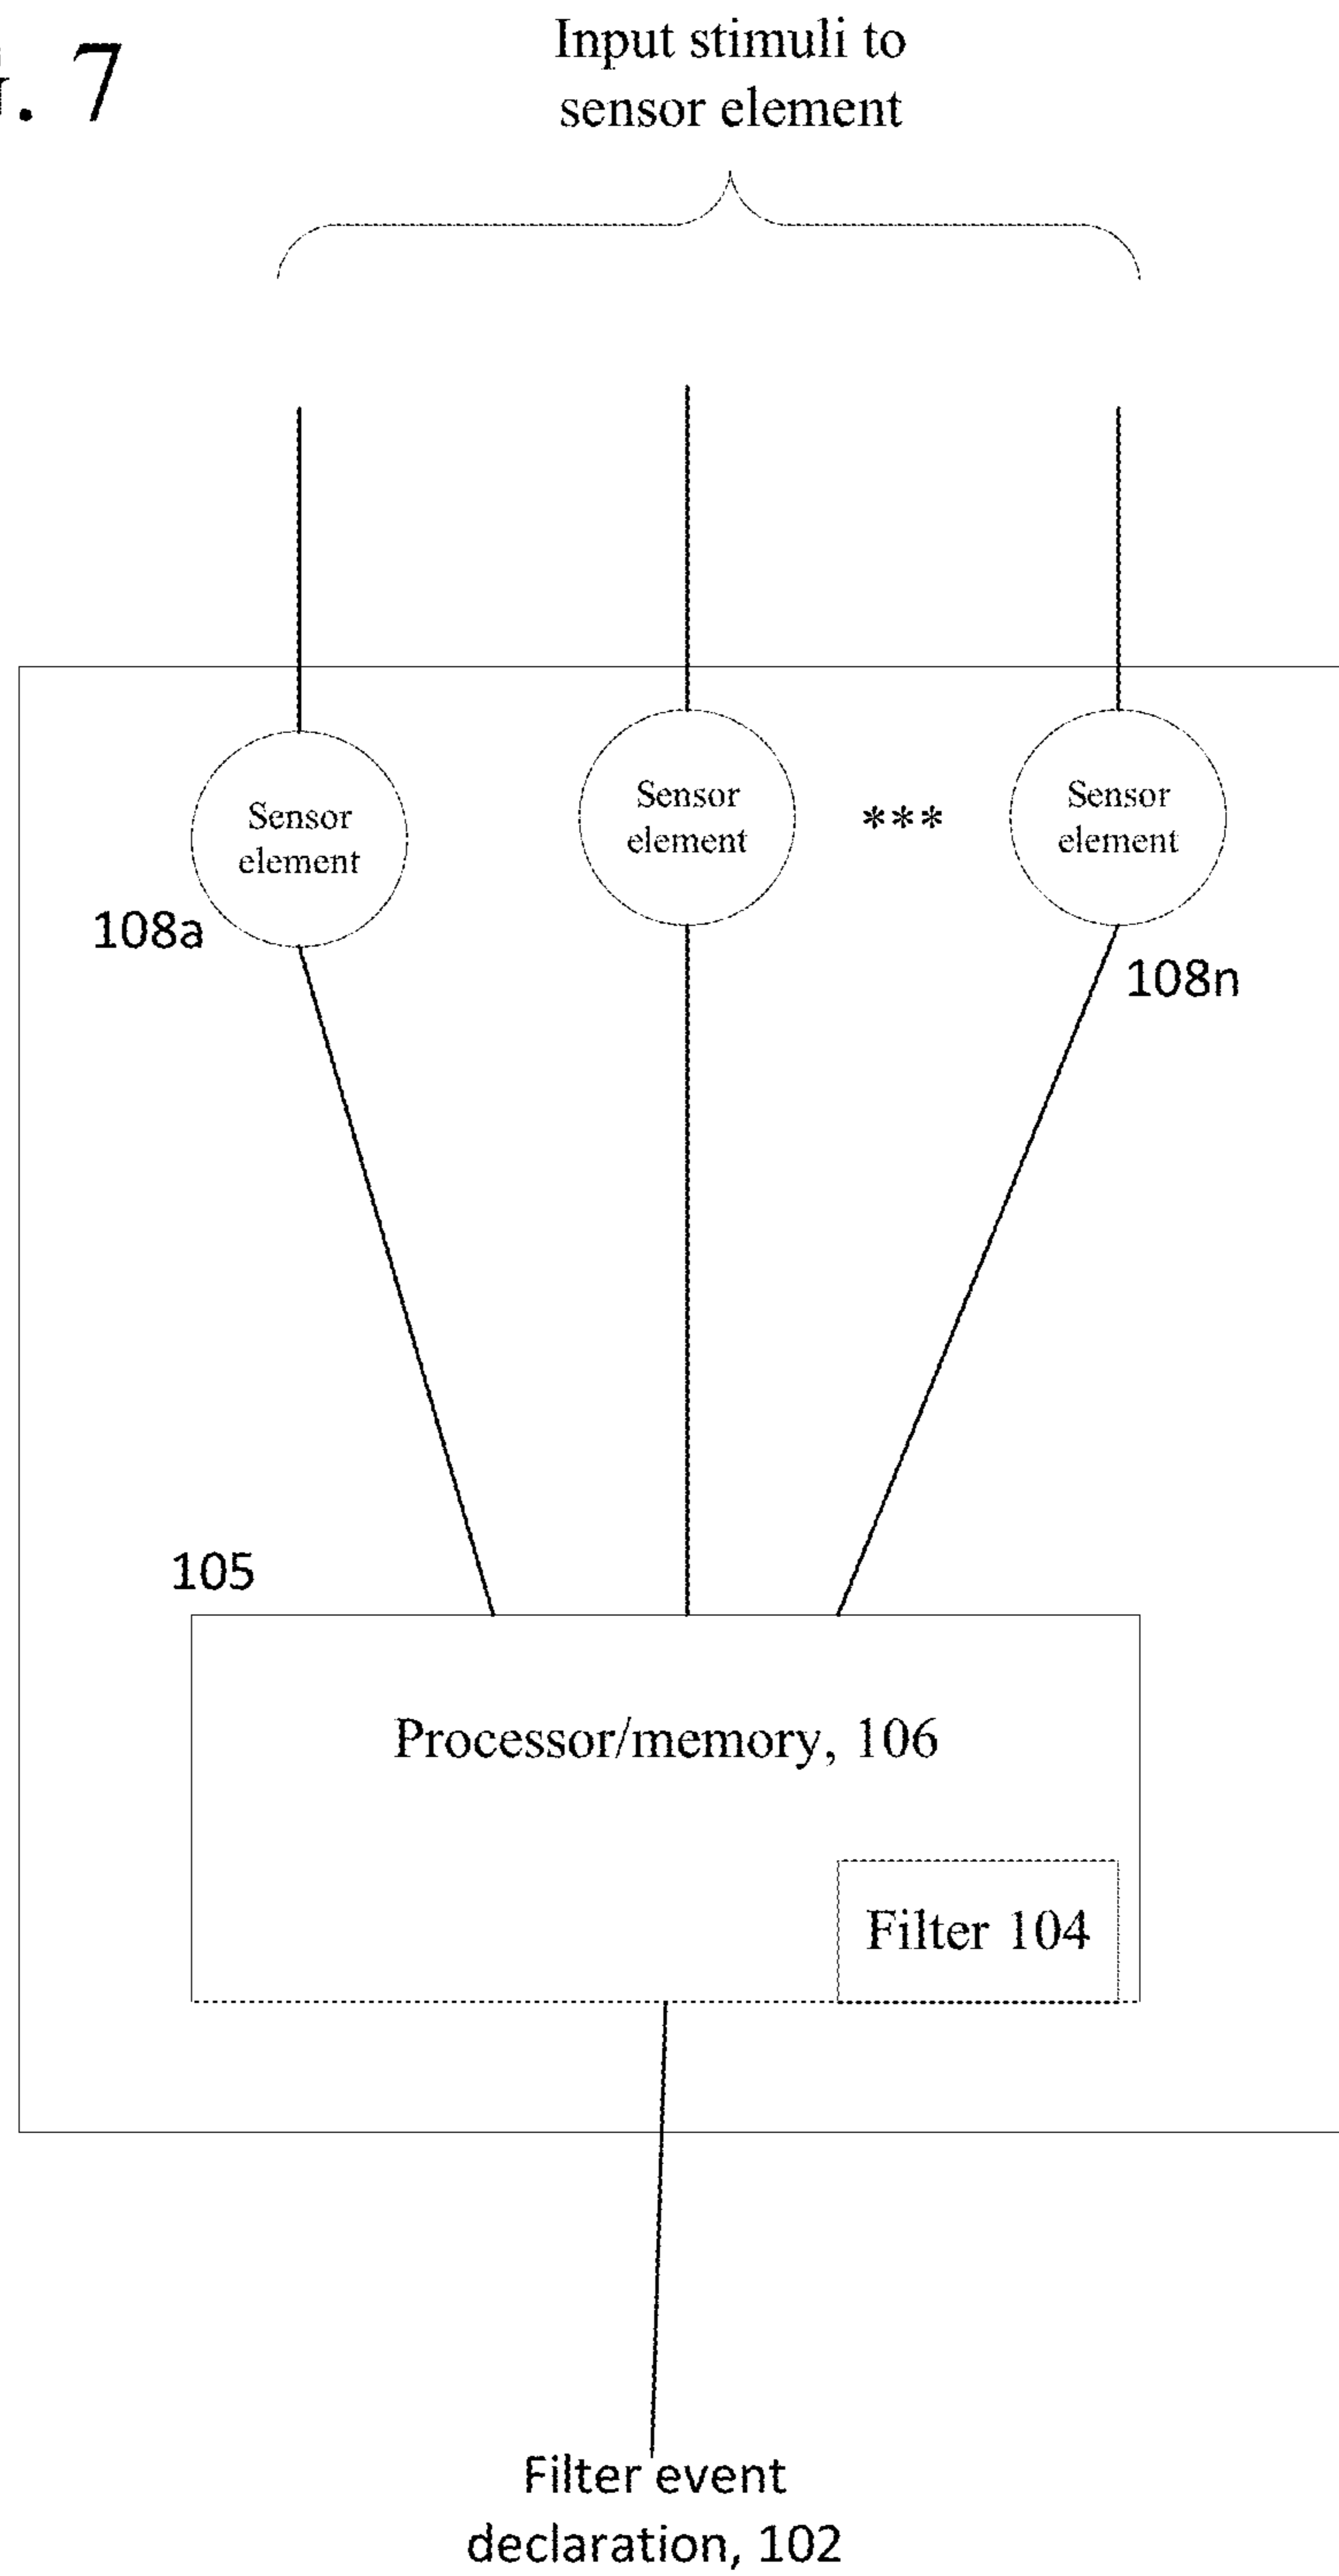 . 7
Input stimuli to
sensor element
Sensor
element
Sensor
element
***
Sensor
element
108a
108n
105
Processor/memory, 106
Filter 104
Filter event
declaration, 102